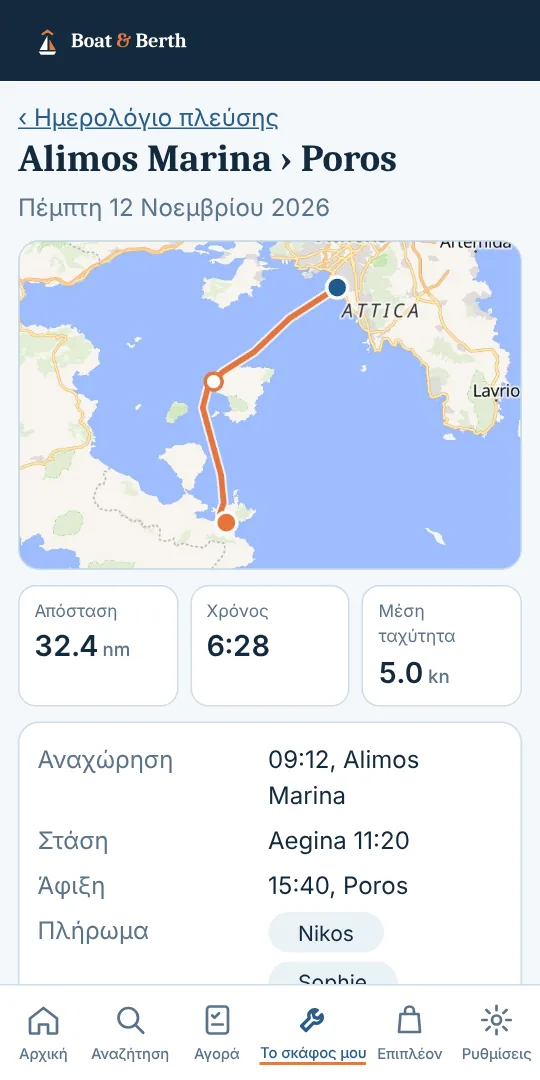 Boat & Berth
‹ Ημερολόγιο πλεύσης
Alimos Marina › Poros
Πέμπτη 12 Νοεμβρίου 2026
Artemida
ATTICA
Lavrio
Απόσταση
32.4 nm
Χρόνος
6:28
Μέση
ταχύτητα
5.0 kn
Αναχώρηση
09:12, Alimos
Marina
Στάση
Aegina 11:20
Άφιξη
15:40, Poros
Πλήρωμα
Nikos
Sophie
Αρχική
Αναζήτηση
Αγορά
Το σκάφος μου
Επιπλέον
Ρυθμίσεις